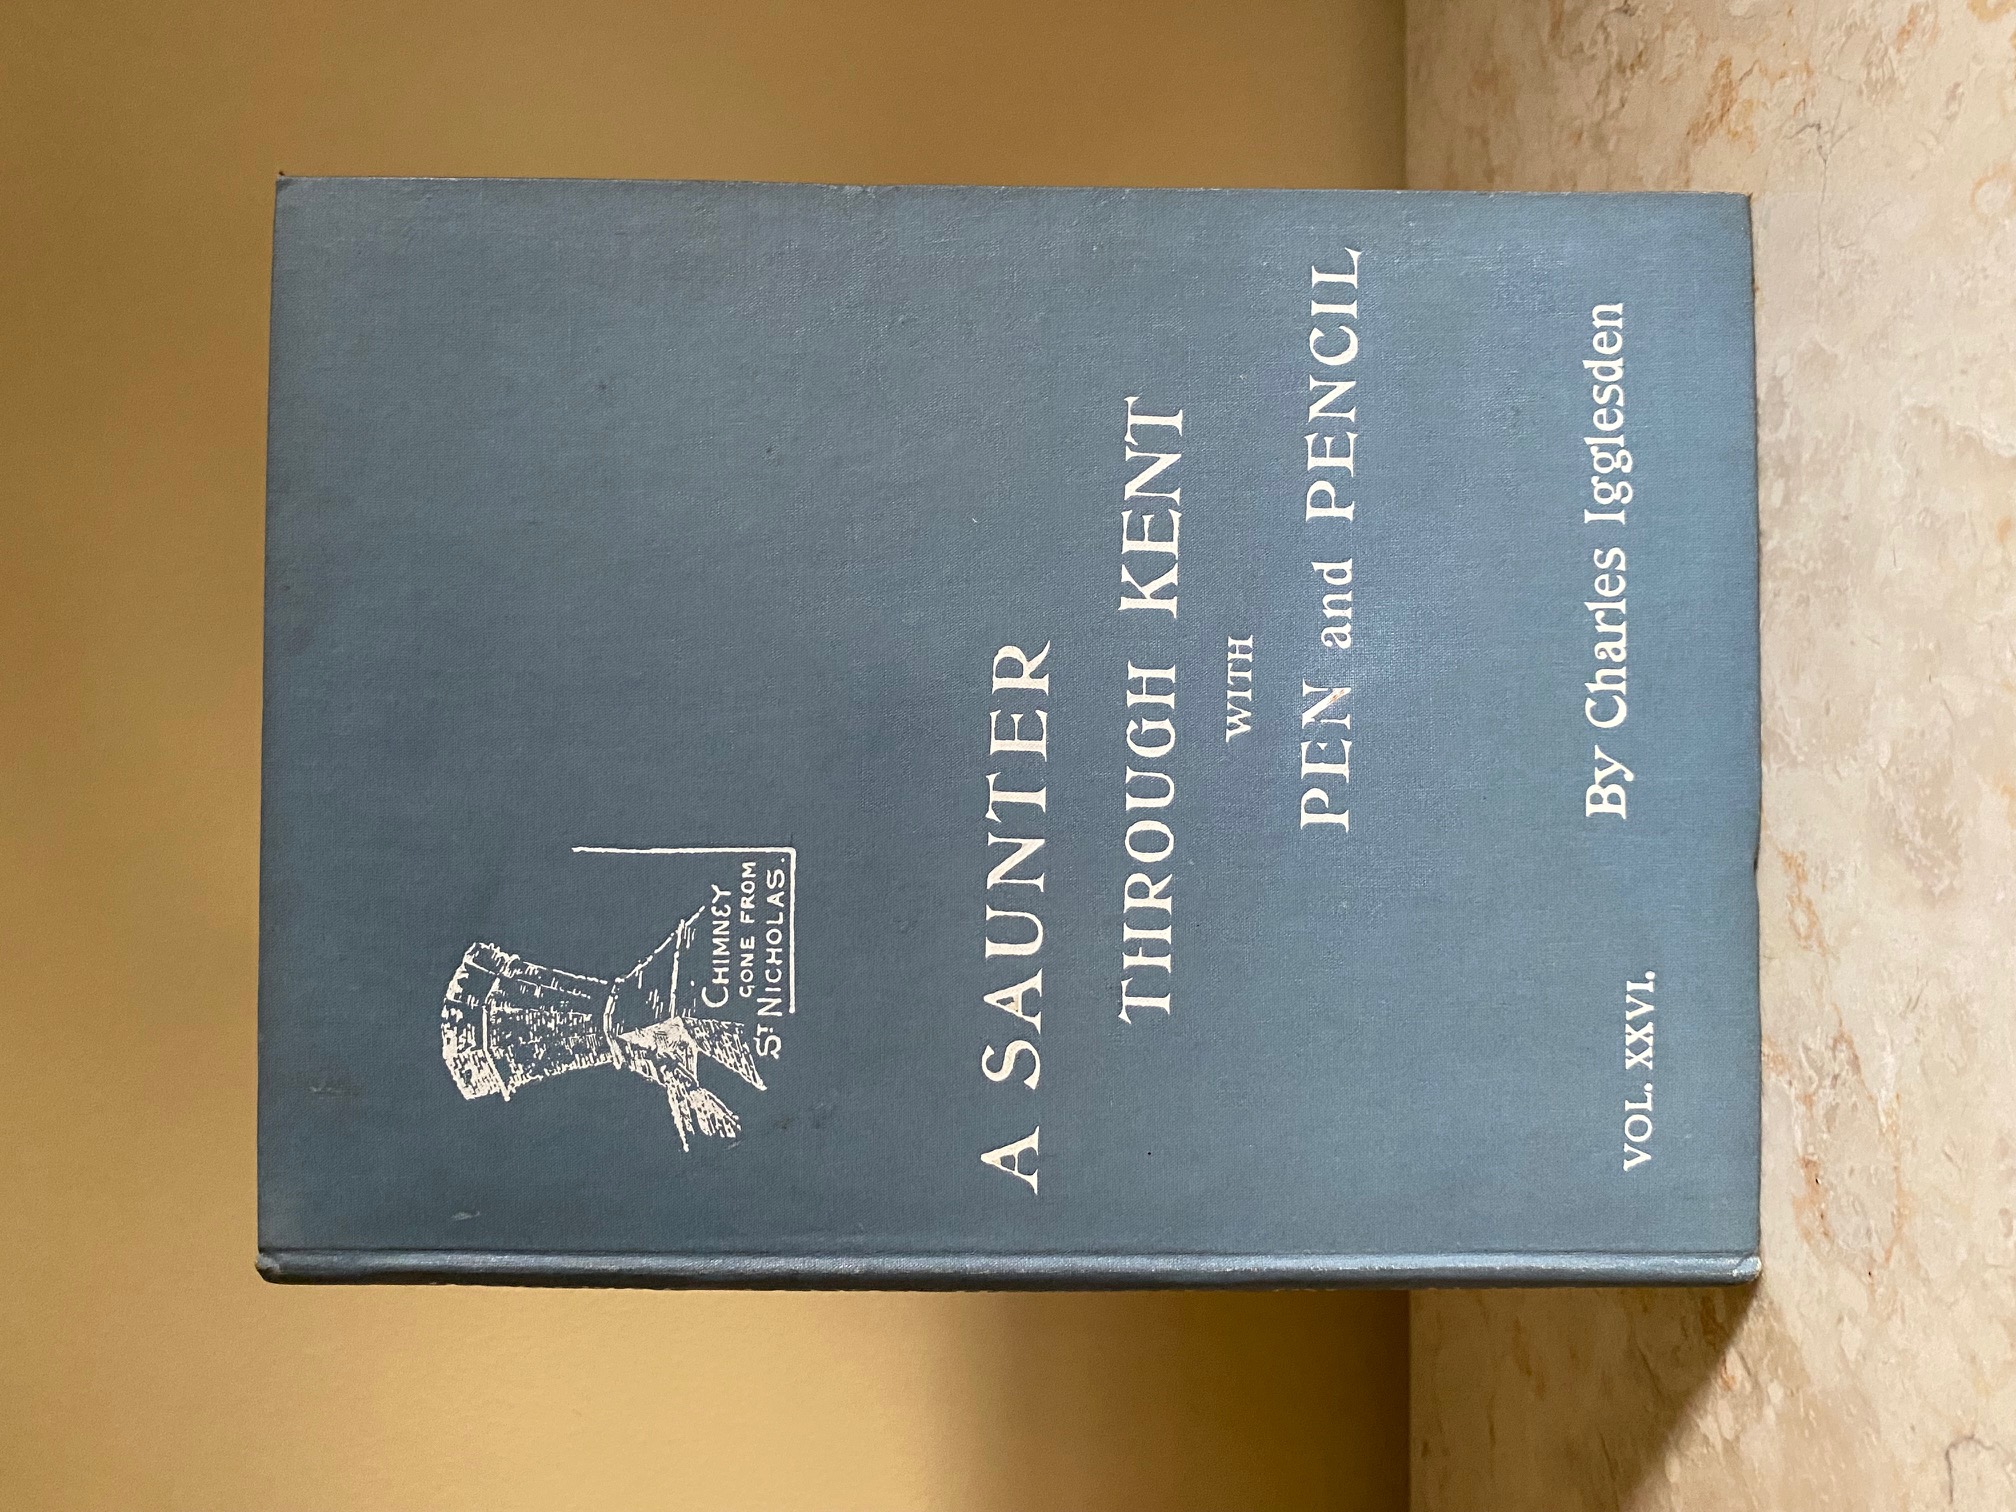 CHIMNEY
GONE FROM
ST NICHOLAS.
A SAUNTER
THROUGH KENT
WITH
PEN and PENCIL
By Charles Igglesden
VOL. XXVI.